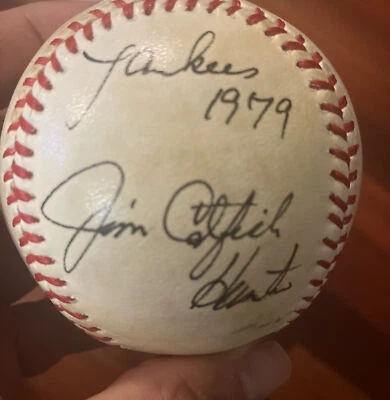 Yankees
1979
Jim Catfish
Hunter